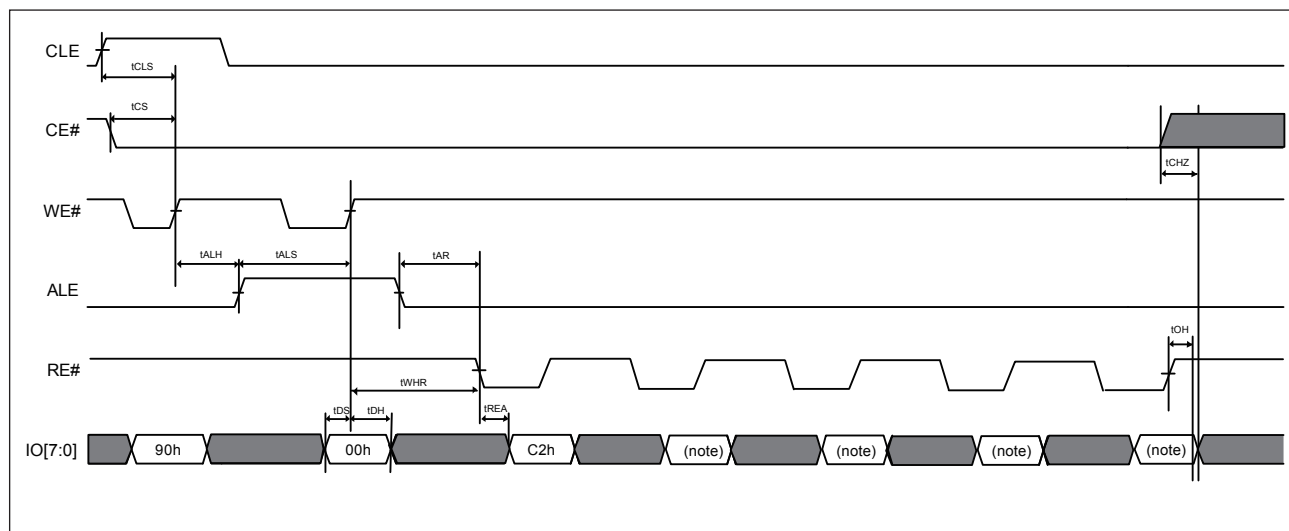 CLE
tCLS
CE#
tCS
tCHZ
WE#
tALH tALS tAR
ALE
tOH
RE#
tWHR
tDS tDH tREA
IO[7:0] 90h 00h C2h (note) (note) (note) (note)